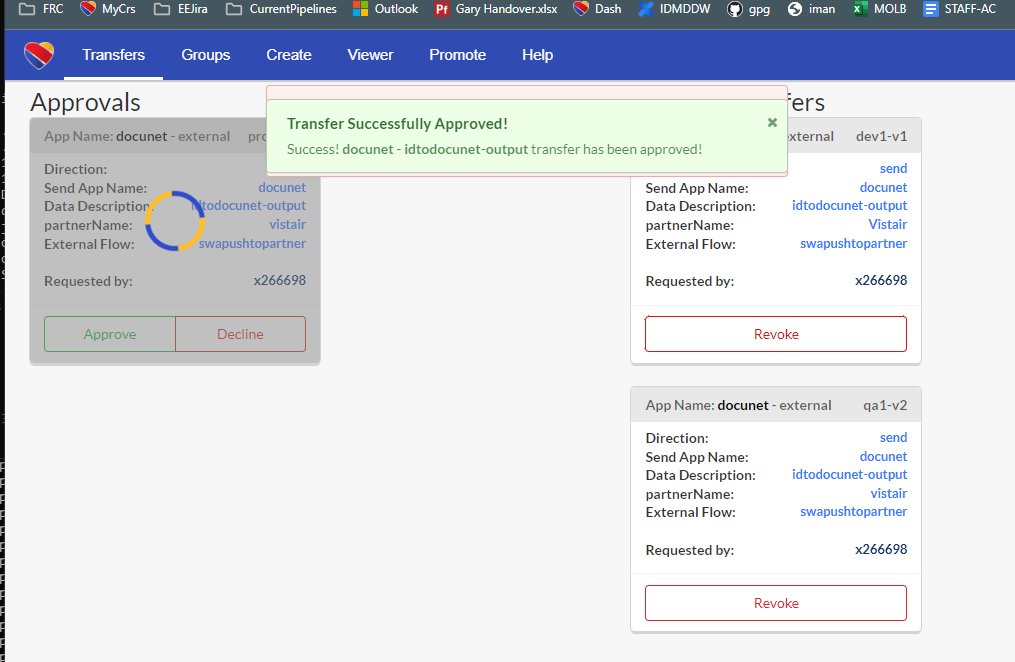 FRC MyCrs EEJira CurrentPipelines Outlook Pf Gary Handover.xlsx Dash IDMDDW gpg iman MOLB STAFF-AC
Transfers Groups Create Viewer Promote Help
Approvals
fers
Transfer Successfully Approved!
Success! docunet - idtodocunet-output transfer has been approved!
App Name: docunet - external
Direction:
Send App Name: docunet
Data Description: idtodocunet-output
partnerName: vistair
External Flow: swapushtopartner
Requested by: x266698
Approve Decline
external dev1-v1
send
Send App Name: docunet
Data Description: idtodocunet-output
partnerName: Vistair
External Flow: swapushtopartner
Requested by: x266698
Revoke
App Name: docunet - external qa1-v2
Direction: send
Send App Name: docunet
Data Description: idtodocunet-output
partnerName: vistair
External Flow: swapushtopartner
Requested by: x266698
Revoke